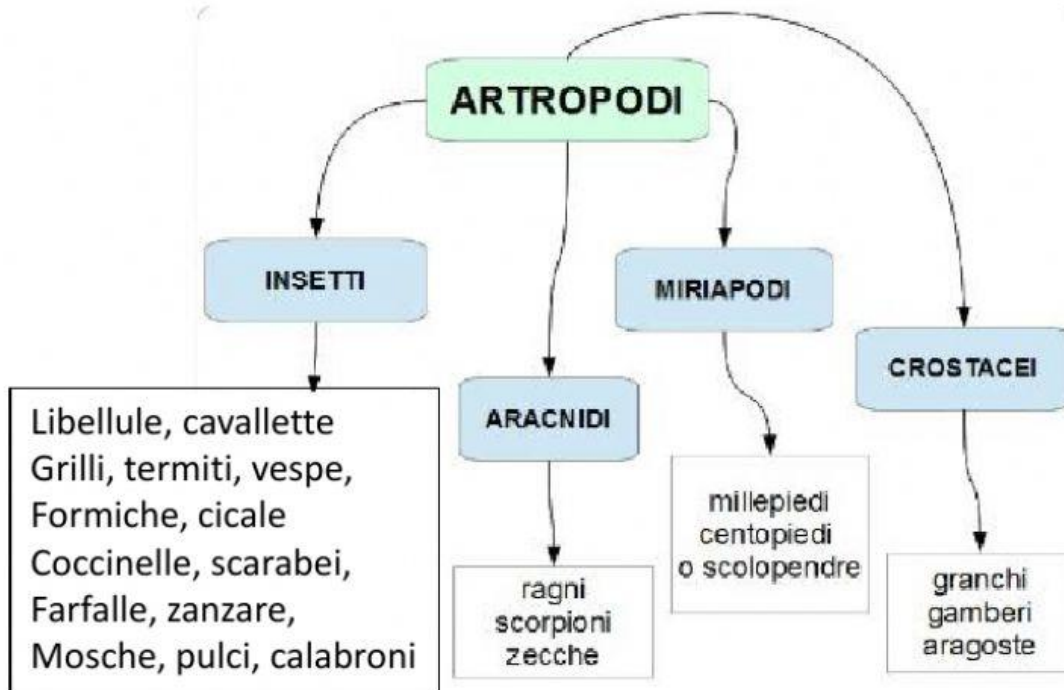 ARTROPODI
INSETTI
Libellule, cavallette
Grilli, termiti, vespe,
Formiche, cicale
Coccinelle, scarabei,
Farfalle, zanzare,
Mosche, pulci, calabroni
ARACNIDI
ragni
scorpioni
zecche
MIRIAPODI
millepiedi
centopiedi
o scolopendre
CROSTACEI
granchi
gamberi
aragoste